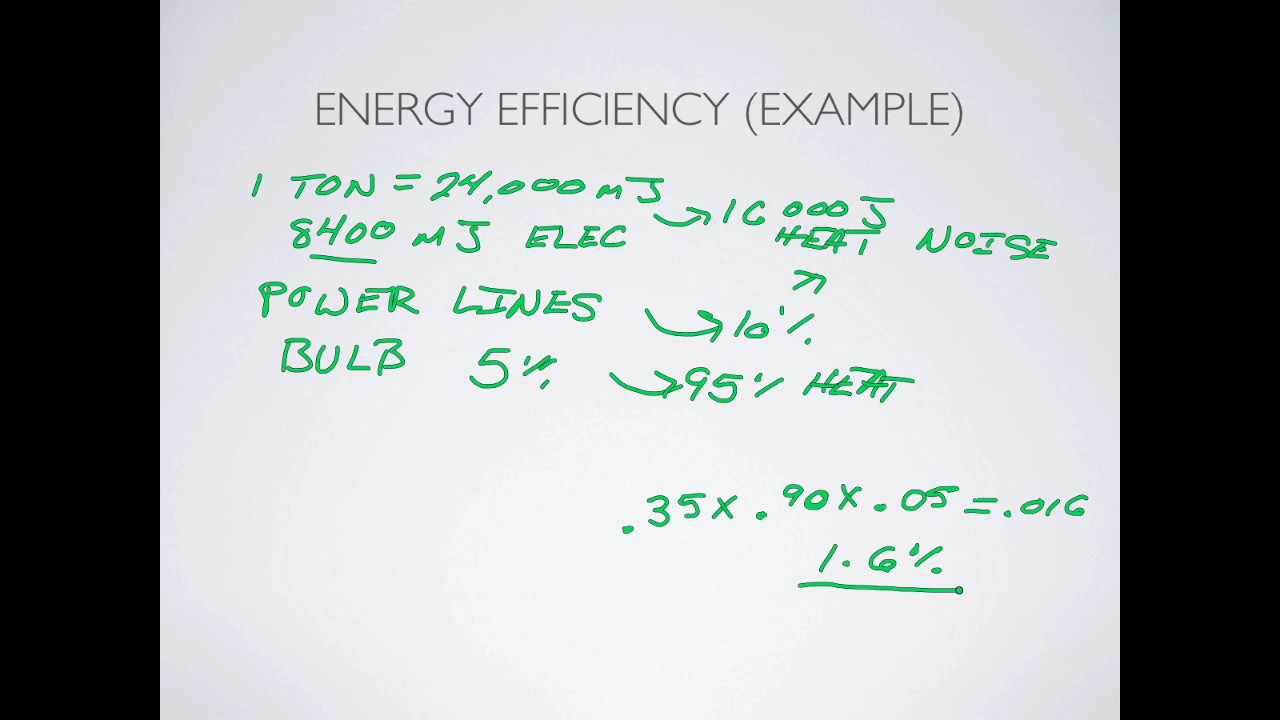 ENERGY EFFICIENCY (EXAMPLE)
1 TON = 24,000 mJ → 16 000 J
8400 mJ ELEC HEAT NOISE
POWER LINES → 10%
BULB 5% → 95% HEAT
.35 x .90 x .05 = .016
1.6%